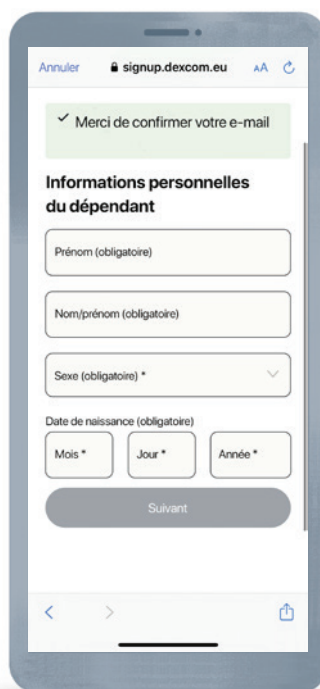 Annuler signup.dexcom.eu AA
Merci de confirmer votre e-mail
Informations personnelles
du dépendant
Prénom (obligatoire)
Nom/prénom (obligatoire)
Sexe (obligatoire) *
Date de naissance (obligatoire)
Mois * Jour * Année *
Suivant